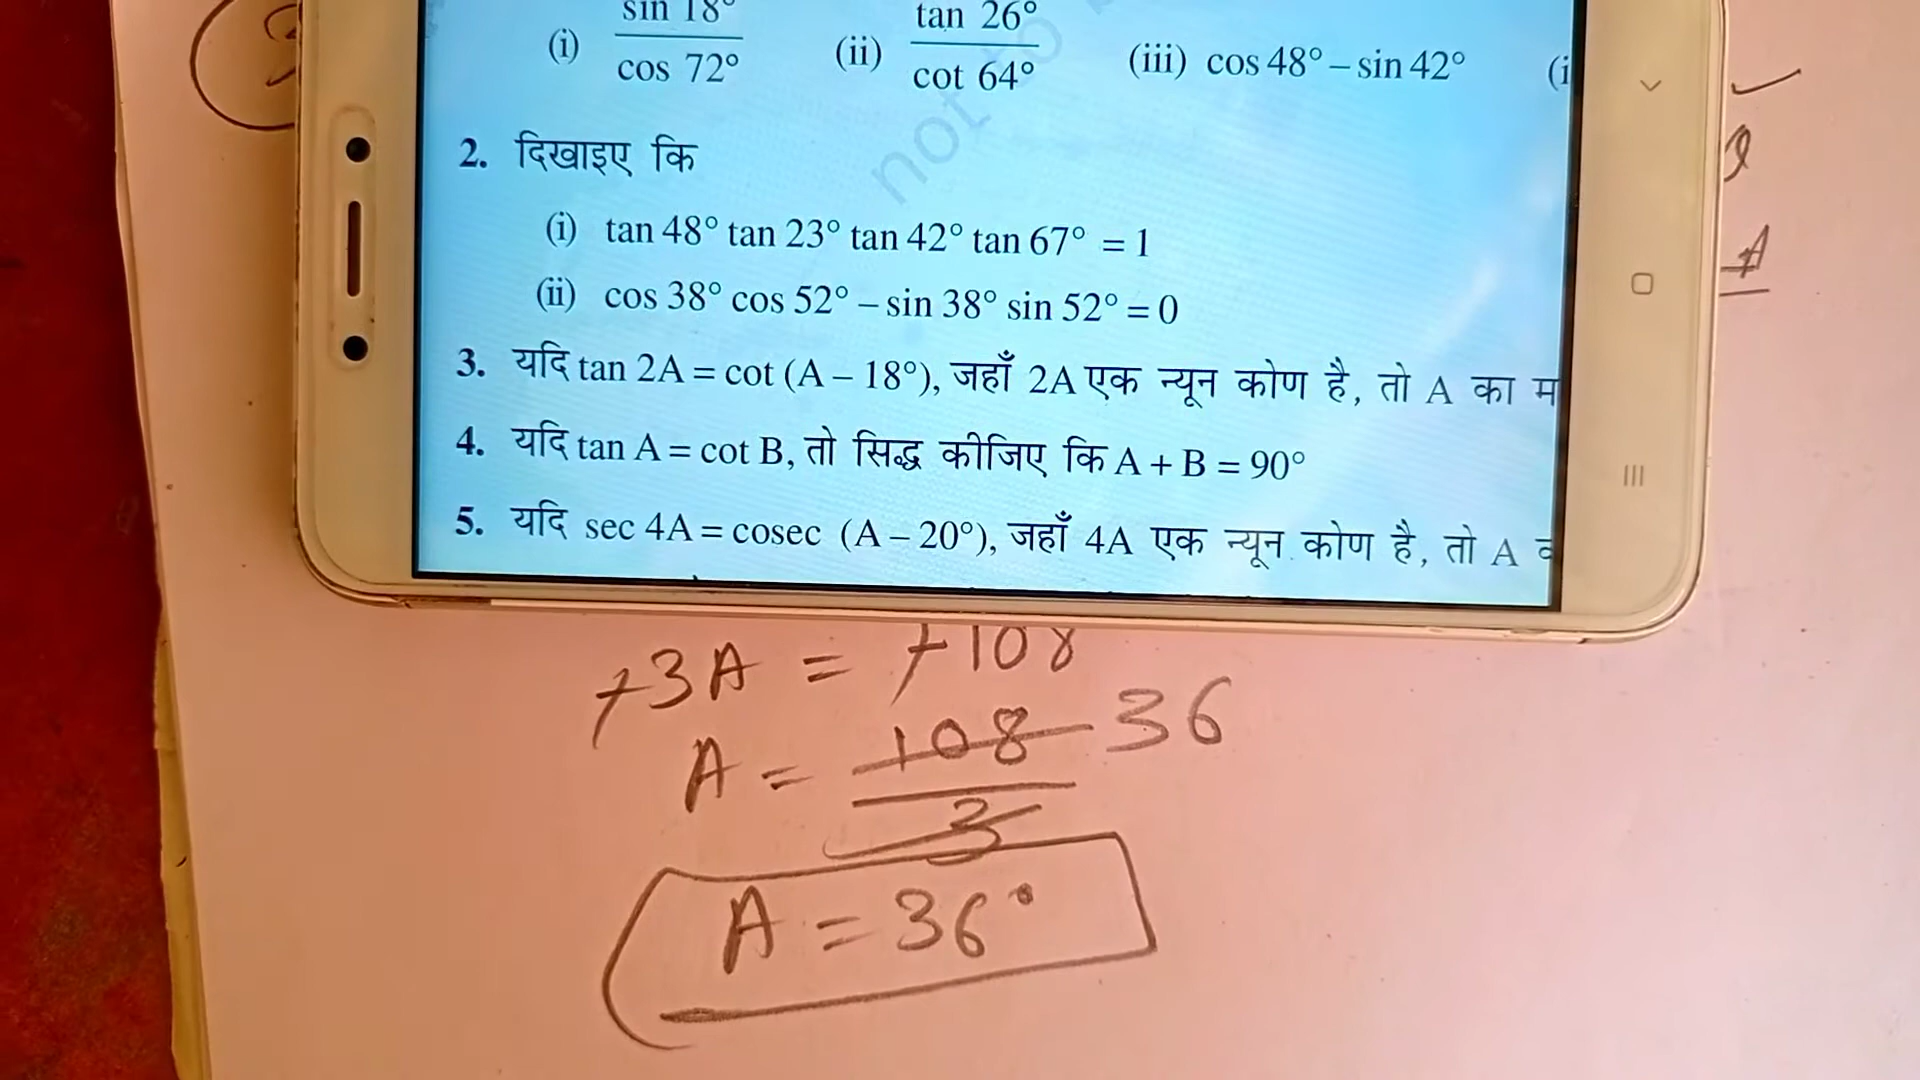 (i) sin 18° / cos 72° (ii) tan 26° / cot 64° (iii) cos 48° – sin 42° (i
not to
2. दिखाइए कि
(i) tan 48° tan 23° tan 42° tan 67° = 1
(ii) cos 38° cos 52° – sin 38° sin 52° = 0
3. यदि tan 2A = cot (A – 18°), जहाँ 2A एक न्यून कोण है, तो A का म
4. यदि tan A = cot B, तो सिद्ध कीजिए कि A + B = 90°
5. यदि sec 4A = cosec (A – 20°), जहाँ 4A एक न्यून कोण है, तो A
+3A = +108
A = 108 / 3 36
A = 36°
A